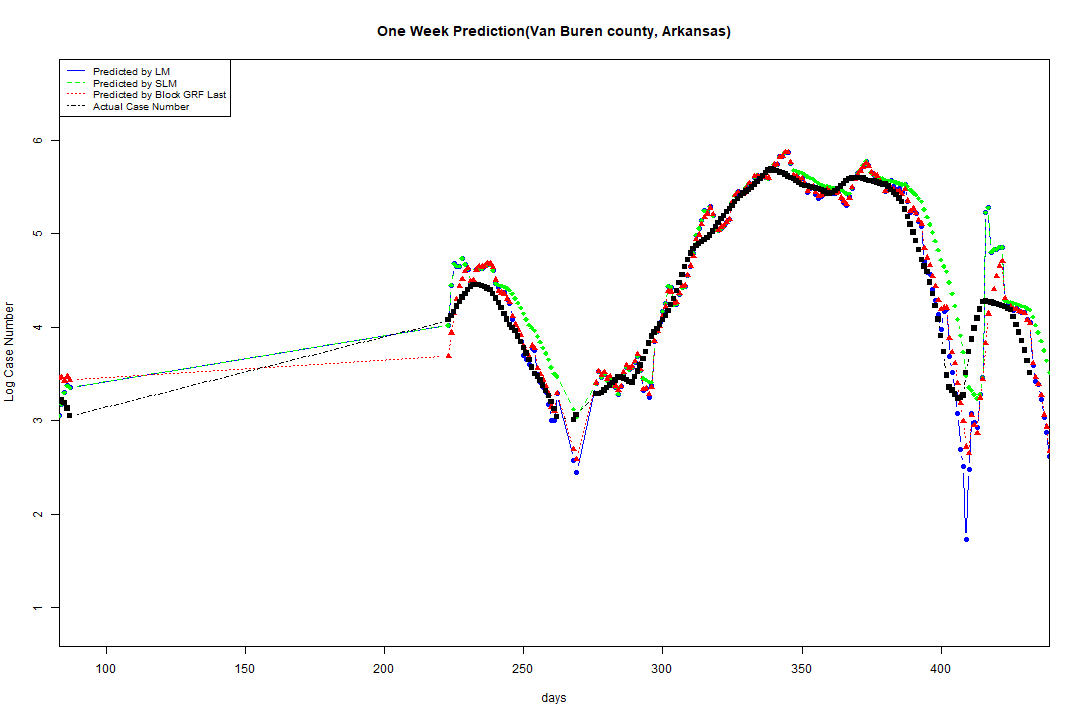 One Week Prediction(Van Buren county, Arkansas)
Predicted by LM
Predicted by SLM
Predicted by Block GRF Last
Actual Case Number
6
5
4
3
2
1
Log Case Number
100 150 200 250 300 350 400
days